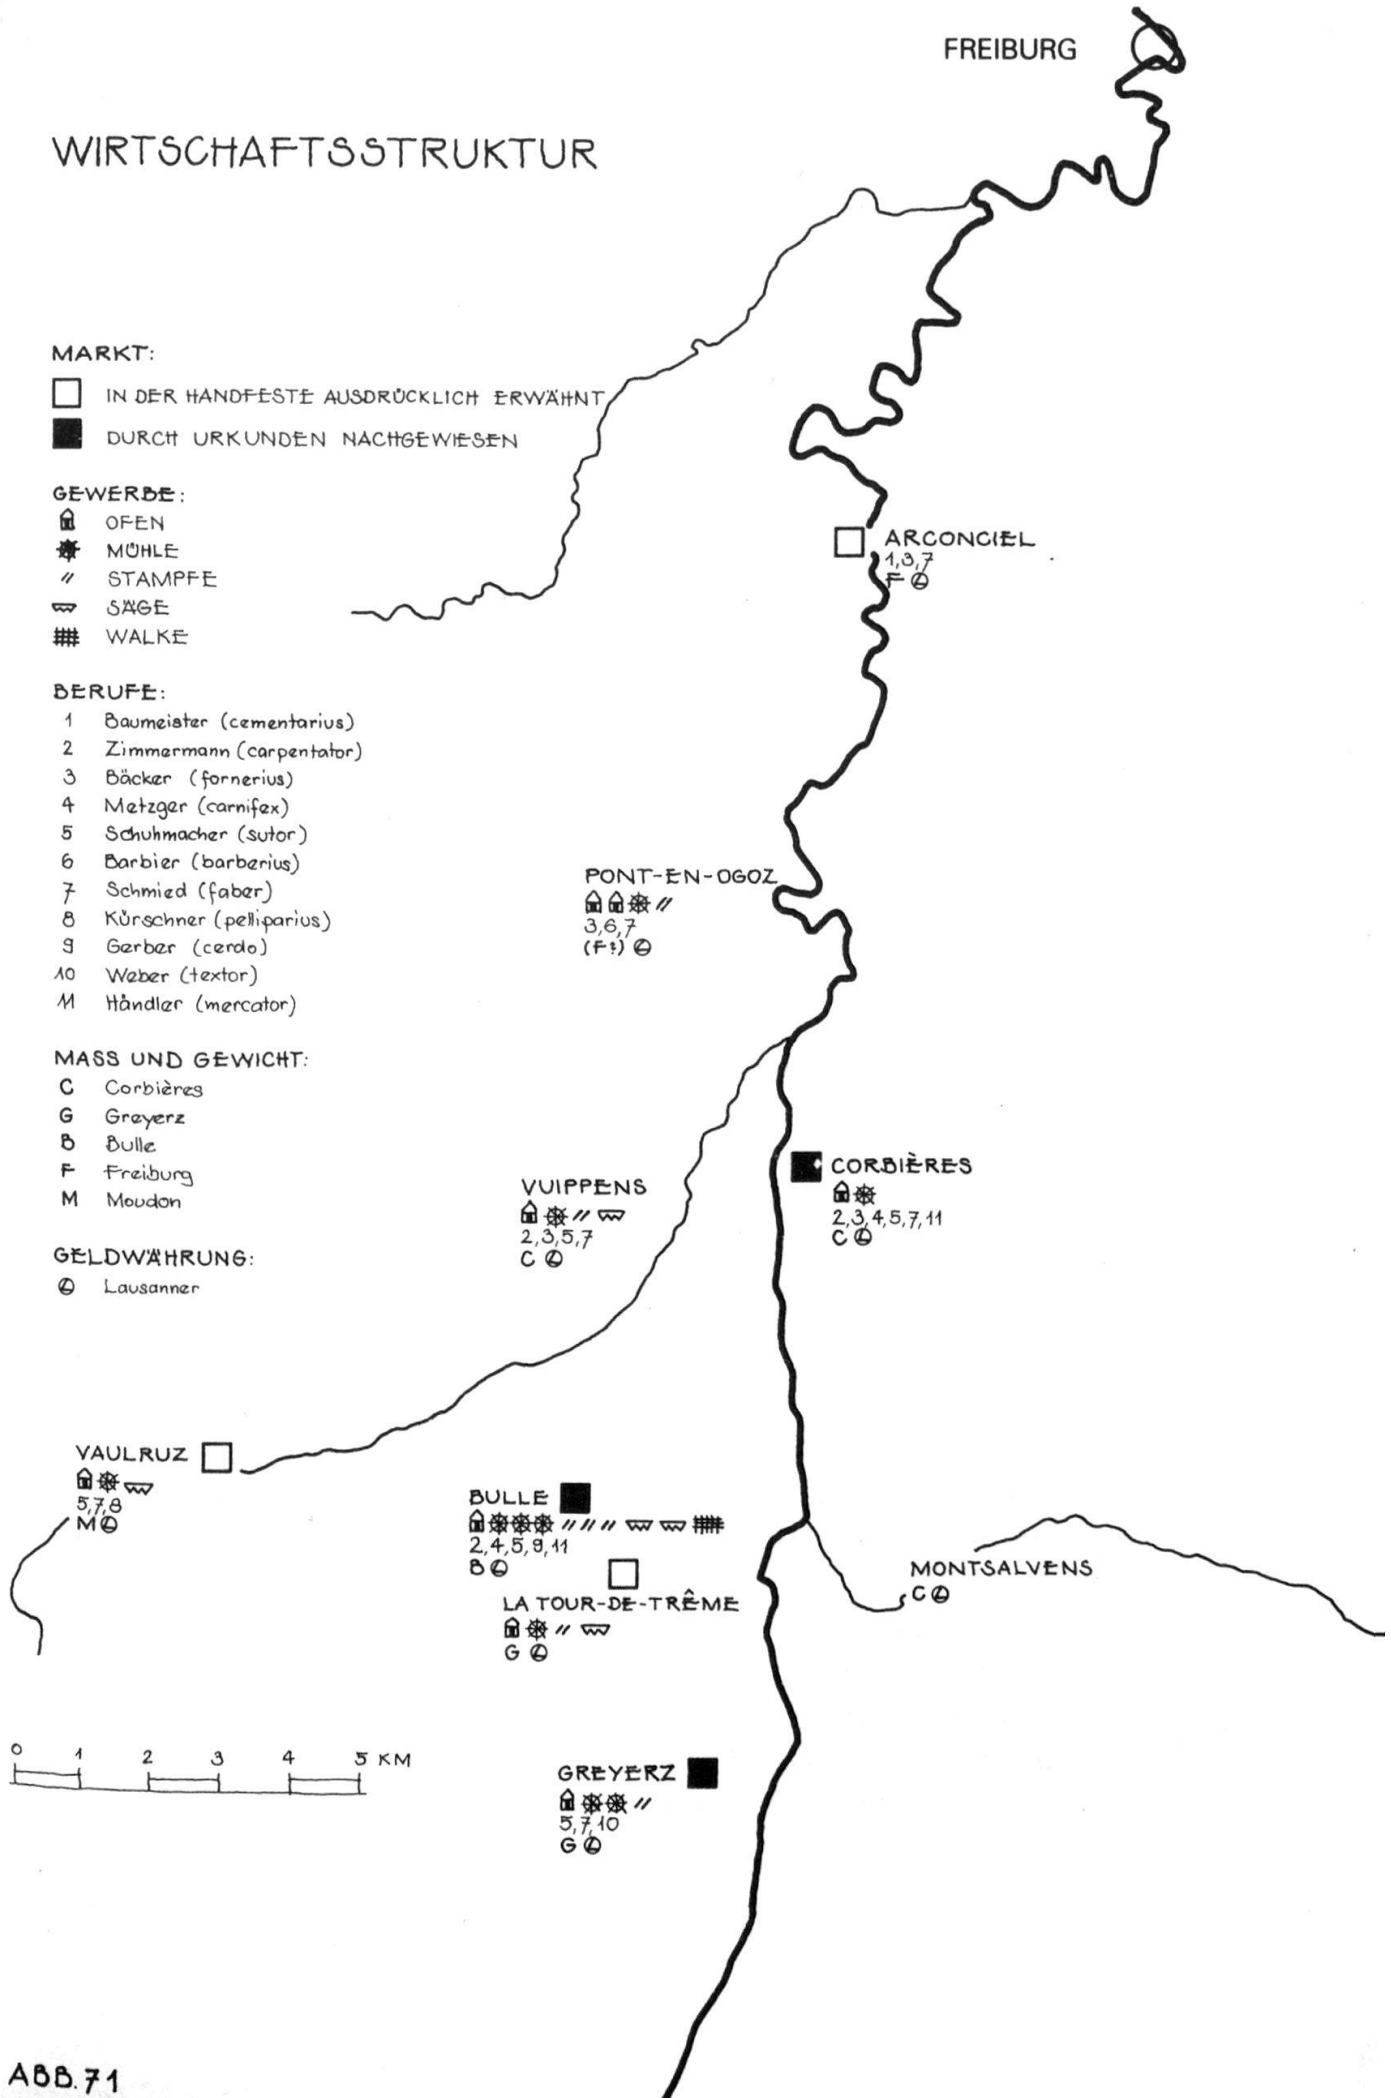 FREIBURG
WIRTSCHAFTSSTRUKTUR
MARKT:
IN DER HANDFESTE AUSDRÜCKLICH ERWÄHNT
DURCH URKUNDEN NACHGEWIESEN
GEWERBE:
OFEN
MÜHLE
STAMPFE
SÄGE
WALKE
BERUFE:
1 Baumeister (cementarius)
2 Zimmermann (carpentator)
3 Bäcker (fornerius)
4 Metzger (carnifex)
5 Schuhmacher (sutor)
6 Barbier (barberius)
7 Schmied (faber)
8 Kürschner (pelliparius)
9 Gerber (cerdo)
10 Weber (textor)
11 Händler (mercator)
MASS UND GEWICHT:
C Corbières
G Greyerz
B Bulle
F Freiburg
M Moudon
GELDWÄHRUNG:
L Lausanner
ARCONCIEL
1,3,7
F L
PONT-EN-OGOZ
3,6,7
(F?) L
CORBIÈRES
2,3,4,5,7,11
C L
VUIPPENS
2,3,5,7
C L
VAULRUZ
5,7,8
M L
BULLE
2,4,5,9,11
B L
LA TOUR-DE-TRÊME
G L
MONTSALVENS
C L
GREYERZ
5,7,10
G L
0 1 2 3 4 5 KM
ABB. 71